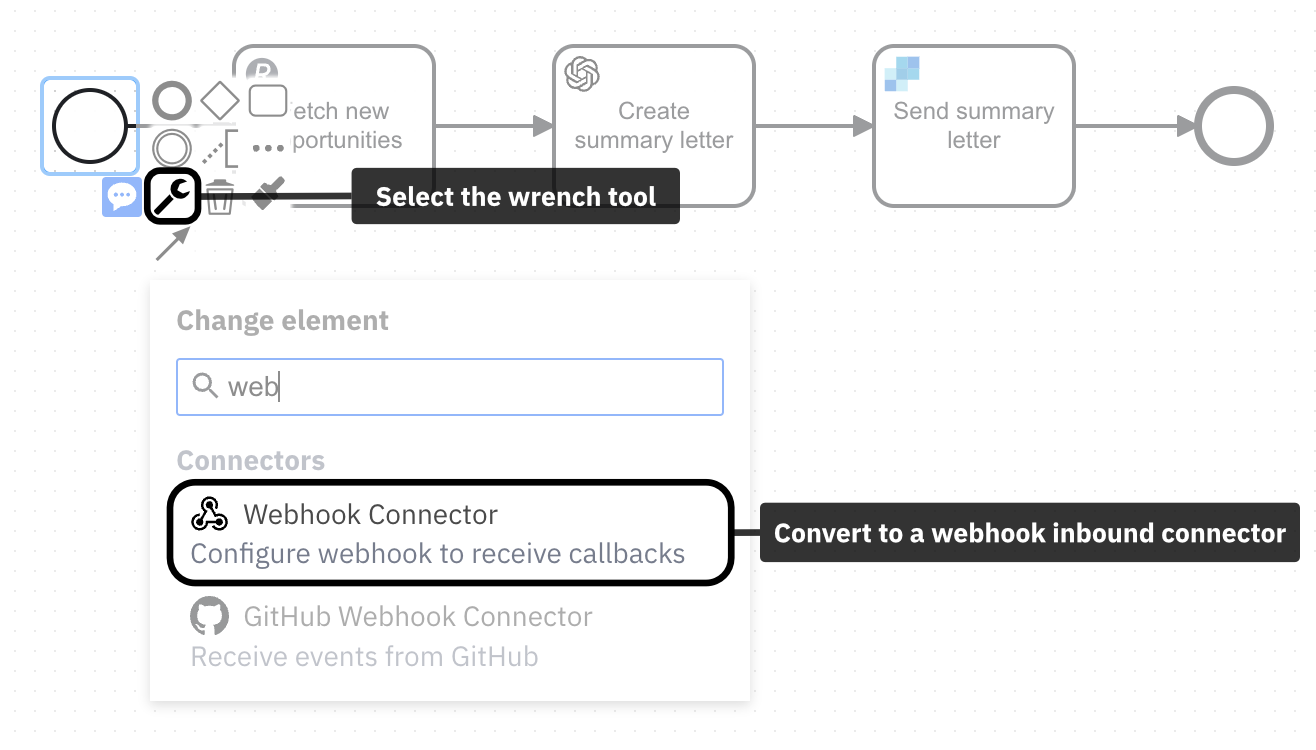 etch new
portunities
Create
summary letter
Send summary
letter
Select the wrench tool
Change element
web
Connectors
Webhook Connector
Configure webhook to receive callbacks
Convert to a webhook inbound connector
GitHub Webhook Connector
Receive events from GitHub